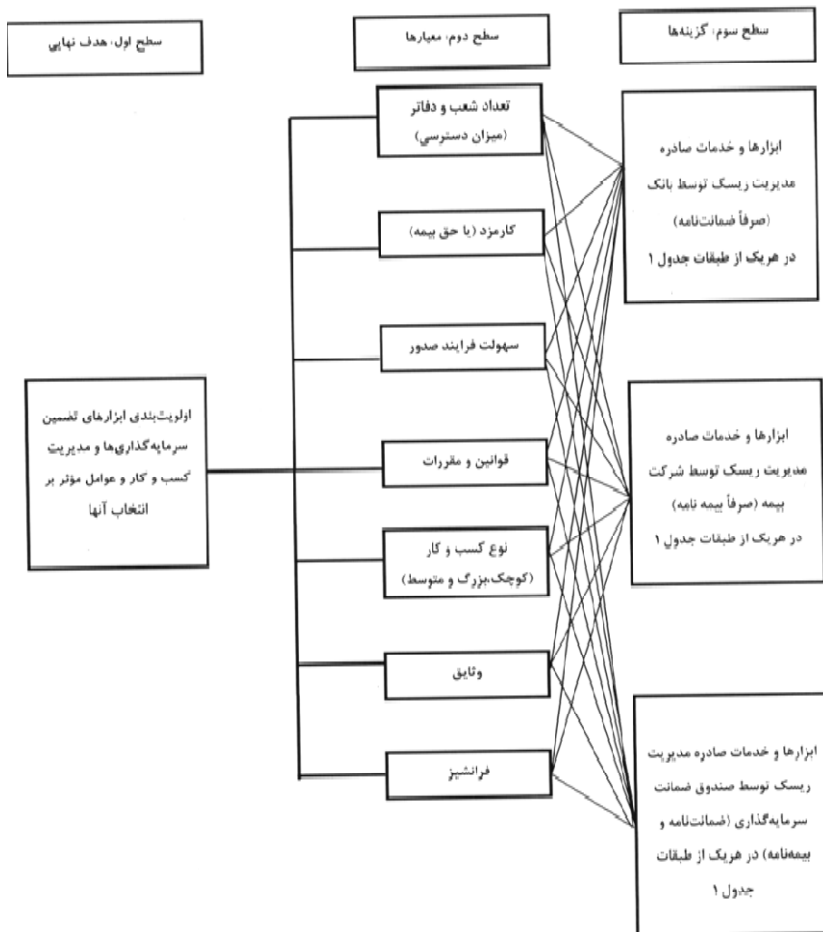 سطح سوم: گزینه‌ها
سطح دوم: معیارها
سطح اول: هدف نهایی
ابزارها و خدمات صادره
مدیریت ریسک توسط بانک
(صرفاً ضمانت‌نامه)
در هریک از طبقات جدول ۱
ابزارها و خدمات صادره
مدیریت ریسک توسط شرکت
بیمه (صرفاً بیمه نامه)
در هریک از طبقات جدول ۱
ابزارها و خدمات صادره مدیریت
ریسک توسط صندوق ضمانت
سرمایه‌گذاری (ضمانت‌نامه و
بیمه‌نامه) در هریک از طبقات
جدول ۱
تعداد شعب و دفاتر
(میزان دسترسی)
کارمزد (یا حق بیمه)
سهولت فرایند صدور
قوانین و مقررات
نوع کسب و کار
(کوچک،بزرگ و متوسط)
وثایق
فرانشیز
اولویت‌بندی ابزارهای تضمین
سرمایه‌گذاری‌ها و مدیریت
کسب و کار و عوامل مؤثر بر
انتخاب آنها